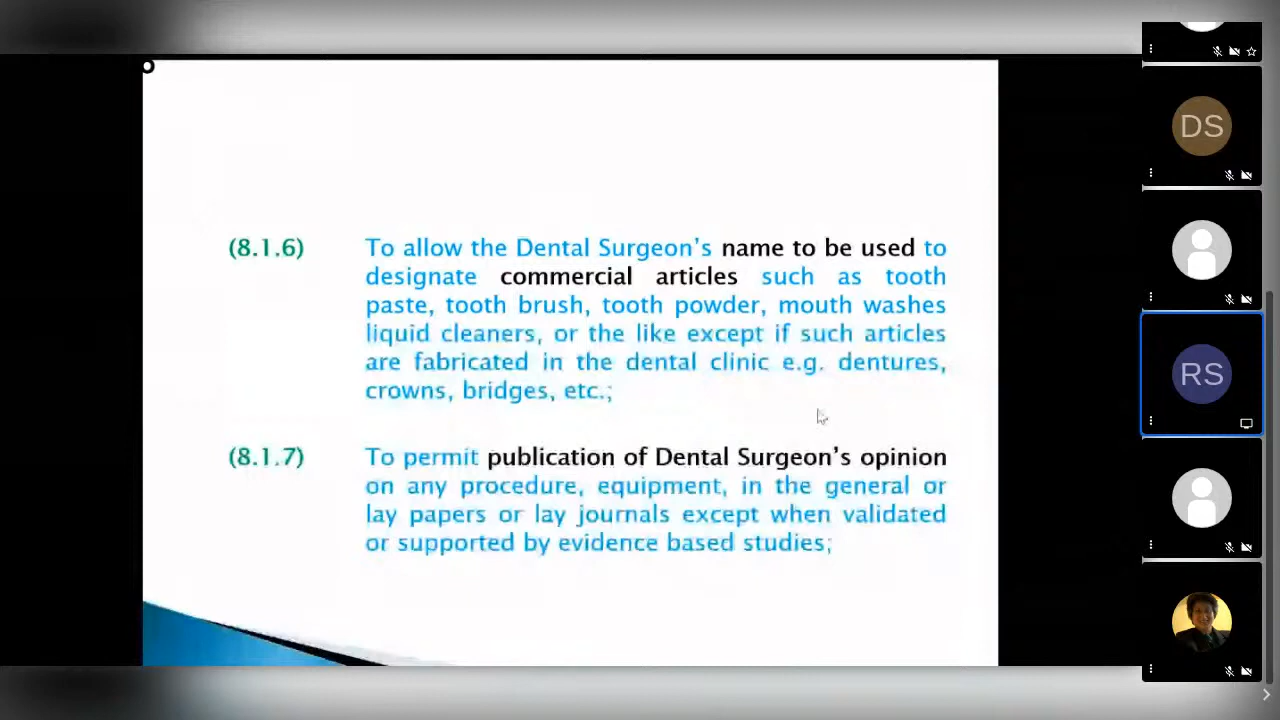 (8.1.6) To allow the Dental Surgeon's name to be used to
designate commercial articles such as tooth
paste, tooth brush, tooth powder, mouth washes
liquid cleaners, or the like except if such articles
are fabricated in the dental clinic e.g. dentures,
crowns, bridges, etc.;
(8.1.7) To permit publication of Dental Surgeon's opinion
on any procedure, equipment, in the general or
lay papers or lay journals except when validated
or supported by evidence based studies;
DS
RS